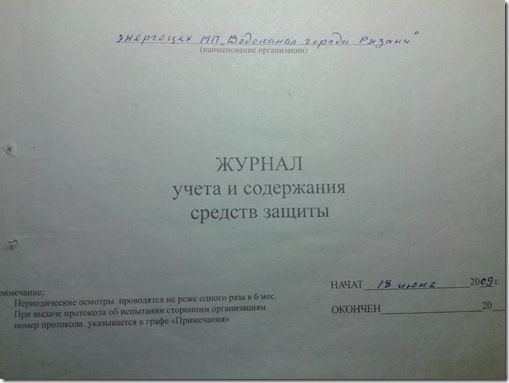 энергоцех МП „Водоканал города Рязани"
(наименование организации)
ЖУРНАЛ
учета и содержания
средств защиты
НАЧАТ 18 июня 2009 г.
римечание:
Периодические осмотры проводятся не реже одного раза в 6 мес.
При выдаче протокола об испытании сторонним организациям
номер протокола указывается в графе «Примечания»
ОКОНЧЕН 20